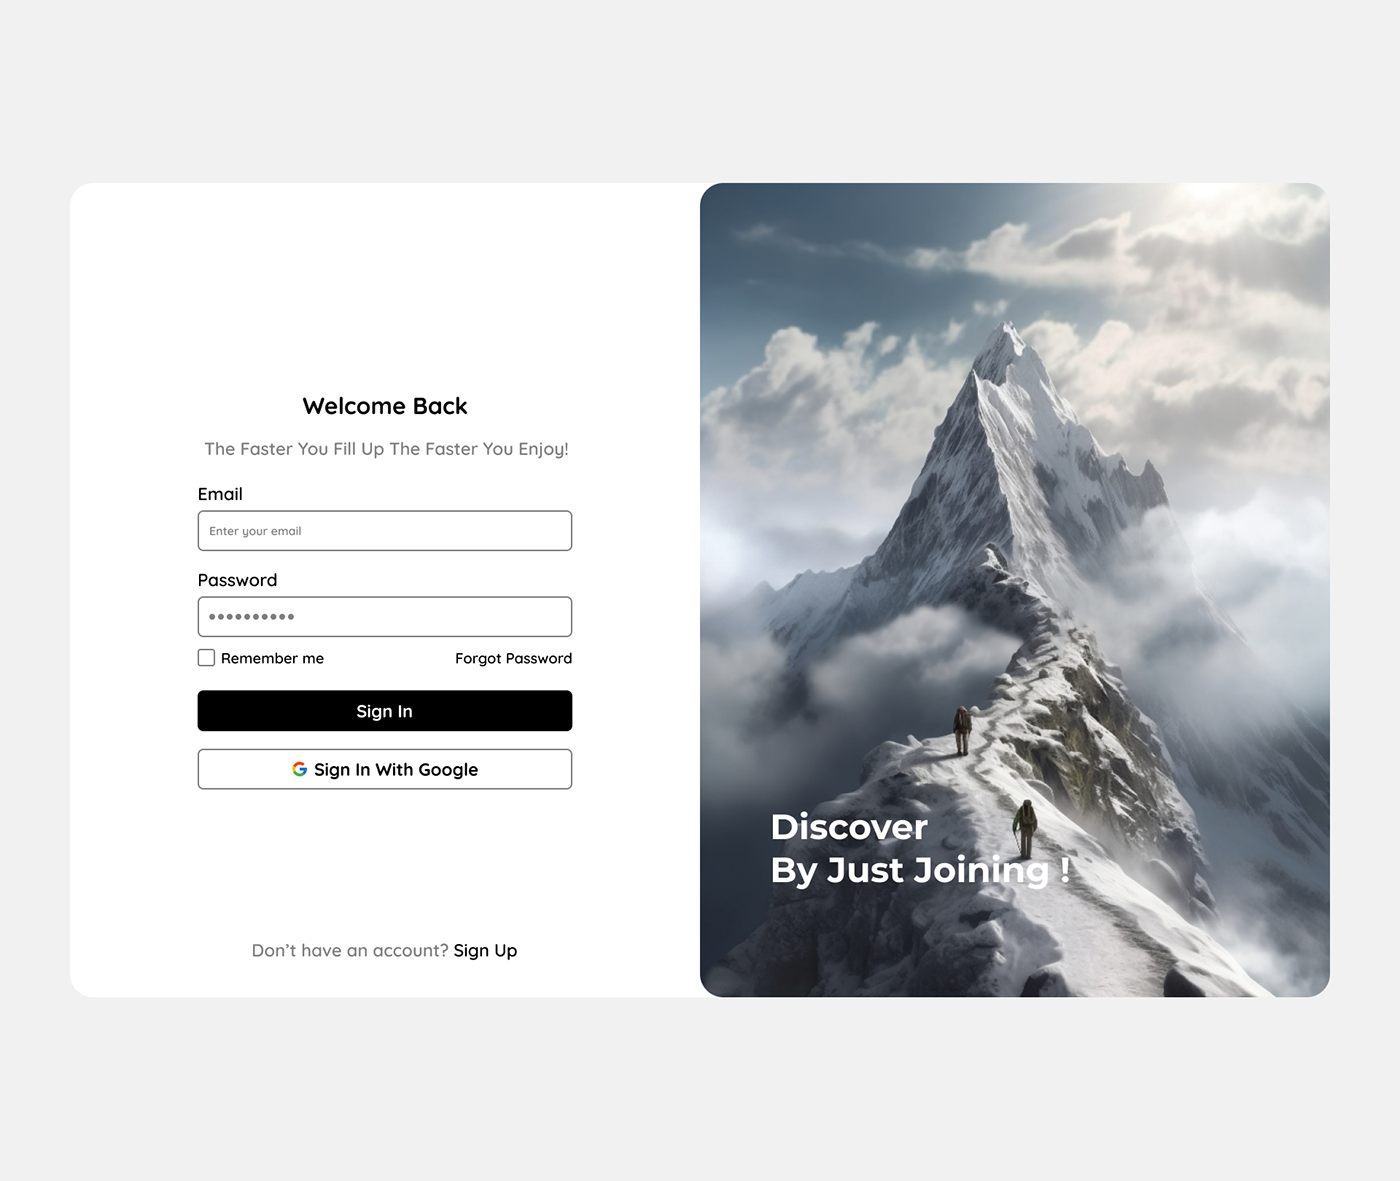 Welcome Back
The Faster You Fill Up The Faster You Enjoy!
Email
Enter your email
Password
Remember me
Forgot Password
Sign In
Sign In With Google
Don’t have an account? Sign Up
Discover
By Just Joining !